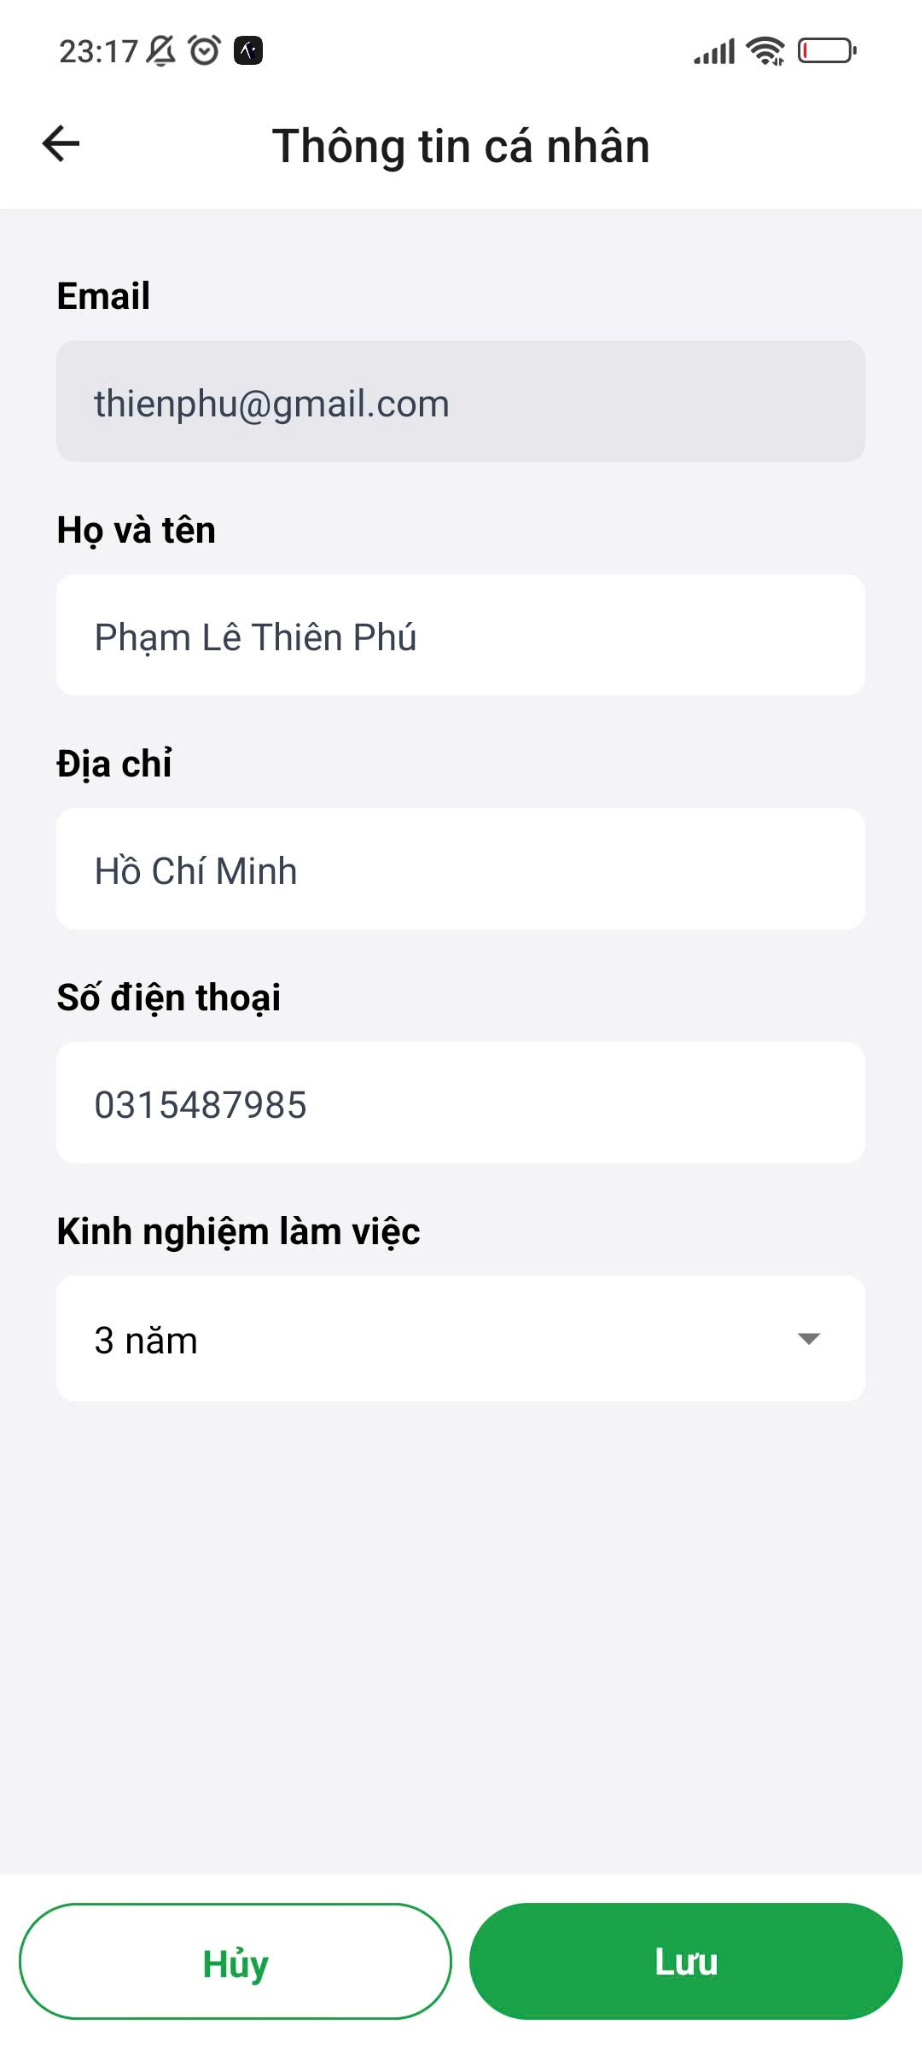 23:17
Thông tin cá nhân
Email
thienphu@gmail.com
Họ và tên
Phạm Lê Thiên Phú
Địa chỉ
Hồ Chí Minh
Số điện thoại
0315487985
Kinh nghiệm làm việc
3 năm
Hủy
Lưu